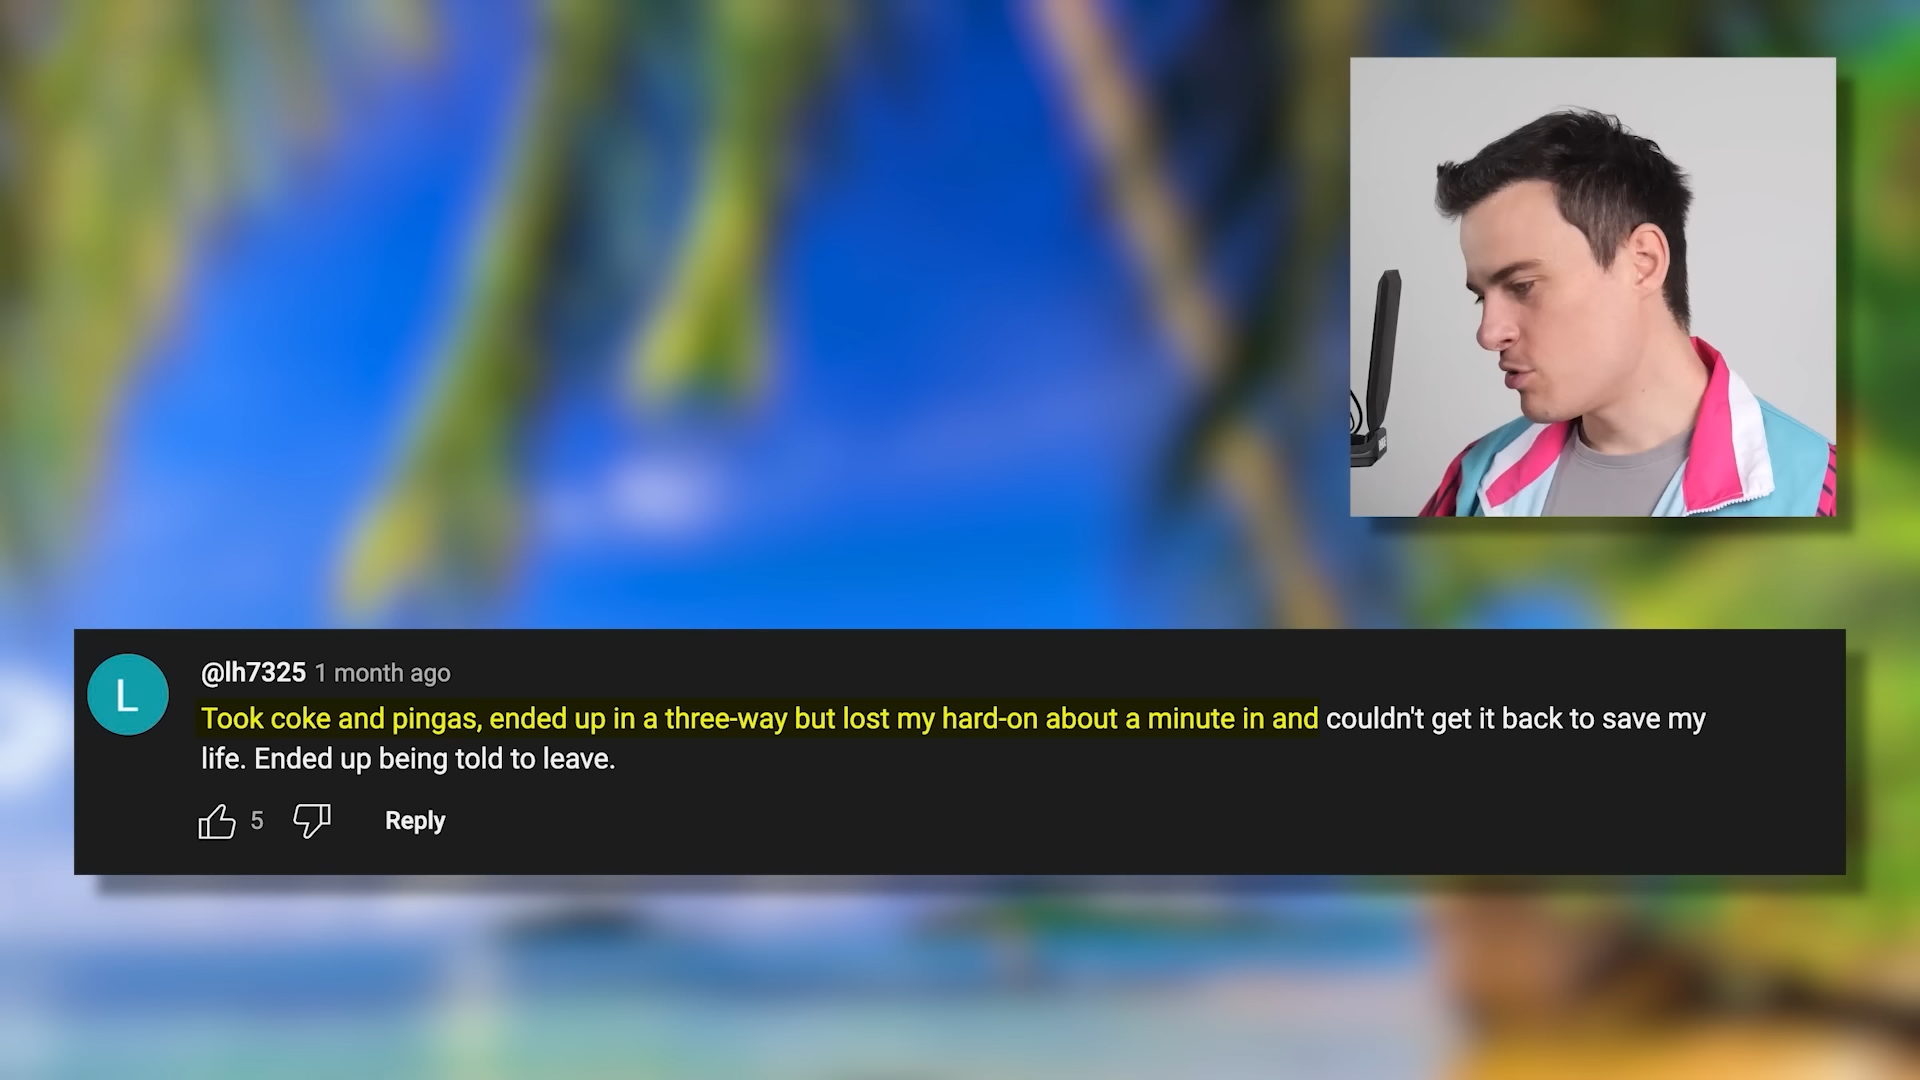 @lh7325 1 month ago
Took coke and pingas, ended up in a three-way but lost my hard-on about a minute in and couldn't get it back to save my
life. Ended up being told to leave.
5 Reply
L